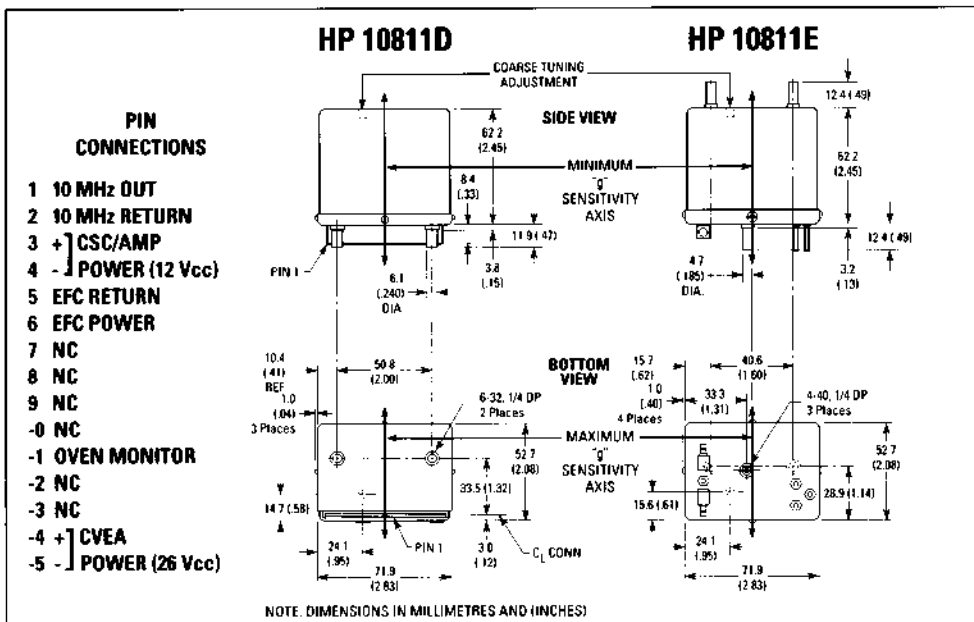 HP 10811D
HP 10811E
COARSE TUNING
ADJUSTMENT
12.4 (.49)
PIN
CONNECTIONS
1 10 MHz OUT
2 10 MHz RETURN
3 + CSC/AMP
4 - POWER (12 Vcc)
5 EFC RETURN
6 EFC POWER
7 NC
8 NC
9 NC
-0 NC
-1 OVEN MONITOR
-2 NC
-3 NC
-4 + CVEA
-5 - POWER (26 Vcc)
SIDE VIEW
62.2
(2.45)
MINIMUM
"g"
SENSITIVITY
AXIS
62.2
(2.45)
8.4
(.33)
11.9 (.47)
12.4 (.49)
PIN 1
6.1
(.240)
DIA
3.8
(.15)
4.7
(.185)
DIA.
3.2
(.13)
BOTTOM
VIEW
10.4
(.41)
REF
50.8
(2.00)
1.0
(.04)
3 Places
6-32, 1/4 DP
2 Places
15.7
(.62)
40.6
(1.60)
1.0
(.40)
4 Places
33.3
(1.31)
4-40, 1/4 DP
3 Places
MAXIMUM
"g"
SENSITIVITY
AXIS
52.7
(2.08)
52.7
(2.08)
33.5 (1.32)
28.9 (1.14)
14.7 (.58)
15.6 (.61)
PIN 1
24.1
(.95)
3.0
(.12)
CL CONN
24.1
(.95)
71.9
(2.83)
71.9
(2.83)
NOTE. DIMENSIONS IN MILLIMETRES AND (INCHES)